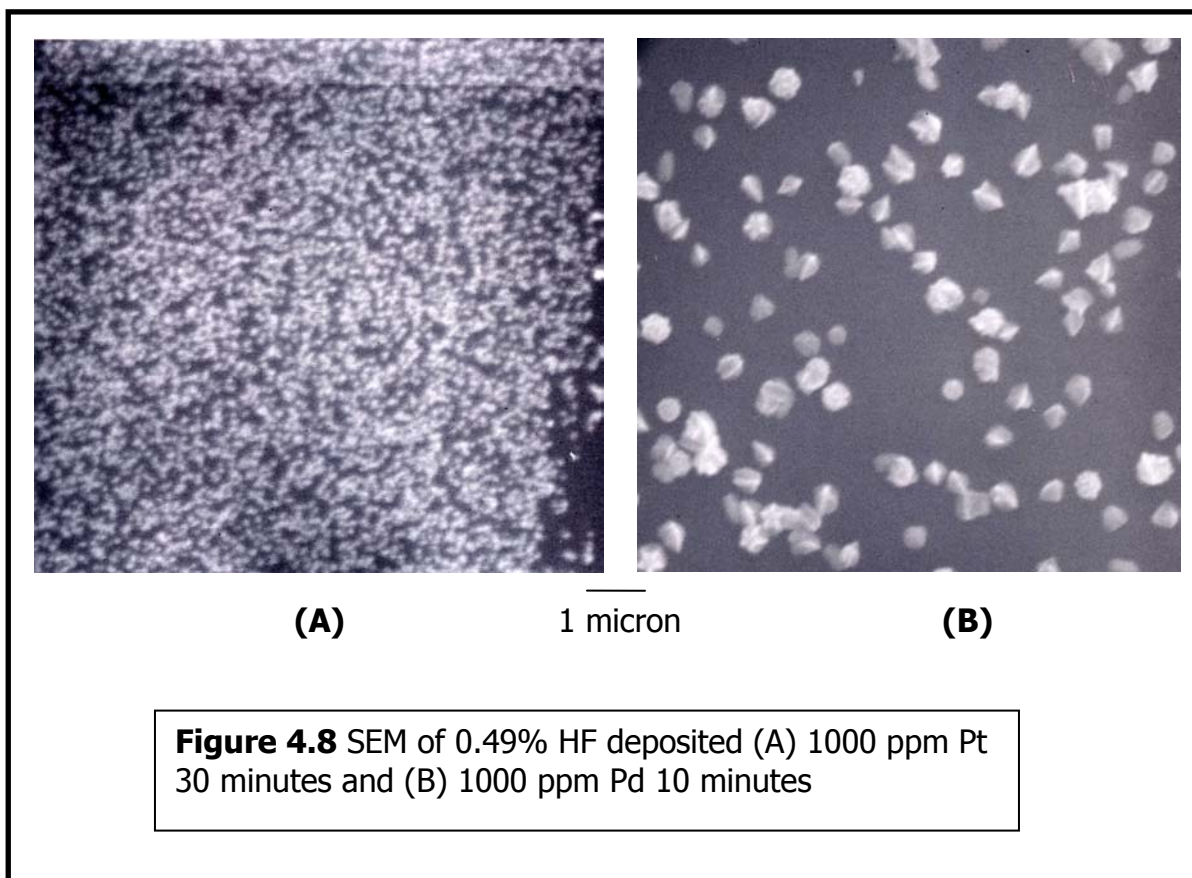 (A)
1 micron
(B)
Figure 4.8 SEM of 0.49% HF deposited (A) 1000 ppm Pt
30 minutes and (B) 1000 ppm Pd 10 minutes